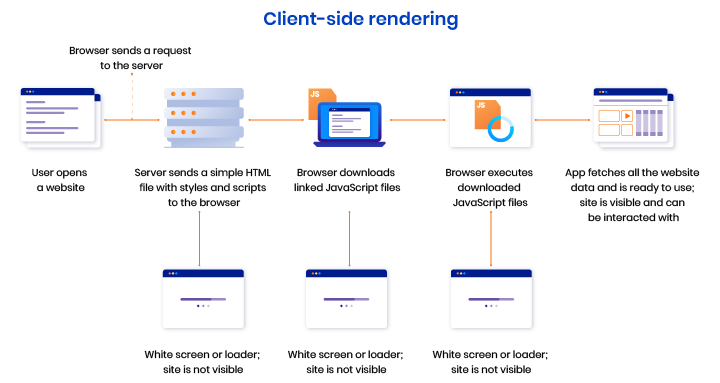 Client-side rendering
Browser sends a request
to the server
JS
JS
User opens
a website
Server sends a simple HTML
file with styles and scripts
to the browser
Browser downloads
linked JavaScript files
Browser executes
downloaded
JavaScript files
App fetches all the website
data and is ready to use;
site is visible and can
be interacted with
White screen or loader;
site is not visible
White screen or loader;
site is not visible
White screen or loader;
site is not visible